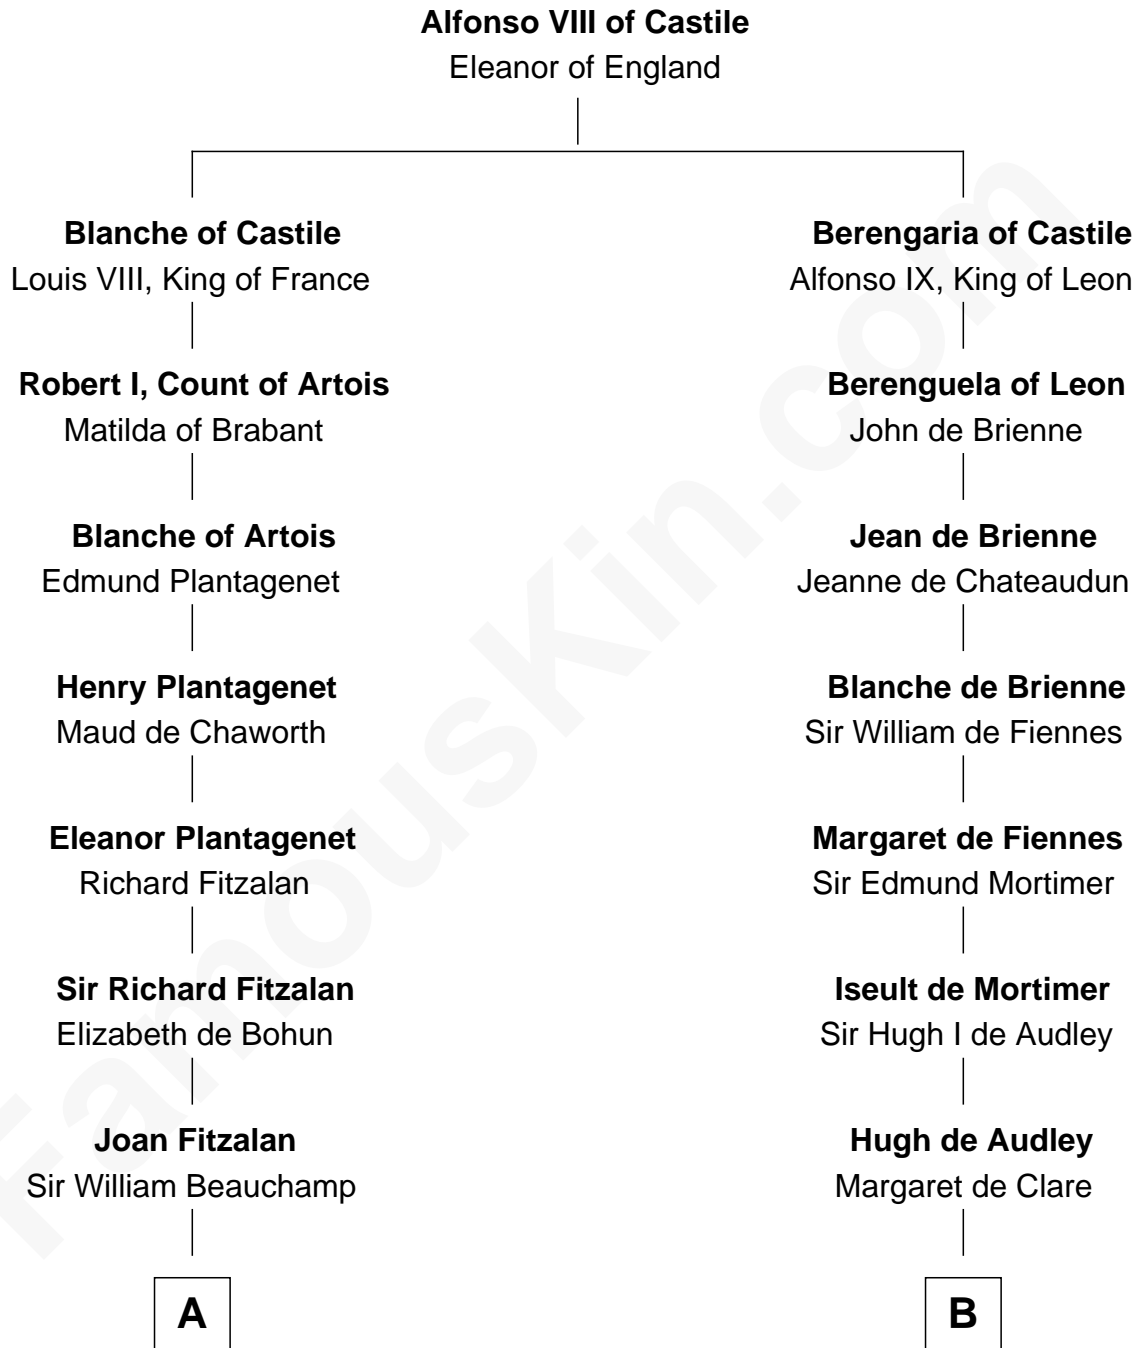 Alfonso VIII of Castile
Eleanor of England
Blanche of Castile
Louis VIII, King of France
Berengaria of Castile
Alfonso IX, King of Leon
Robert I, Count of Artois
Matilda of Brabant
Berenguela of Leon
John de Brienne
Blanche of Artois
Edmund Plantagenet
Jean de Brienne
Jeanne de Chateaudun
Henry Plantagenet
Maud de Chaworth
Blanche de Brienne
Sir William de Fiennes
Eleanor Plantagenet
Richard Fitzalan
Margaret de Fiennes
Sir Edmund Mortimer
Sir Richard Fitzalan
Elizabeth de Bohun
Iseult de Mortimer
Sir Hugh I de Audley
Joan Fitzalan
Sir William Beauchamp
Hugh de Audley
Margaret de Clare
A
B
FamousKin.com